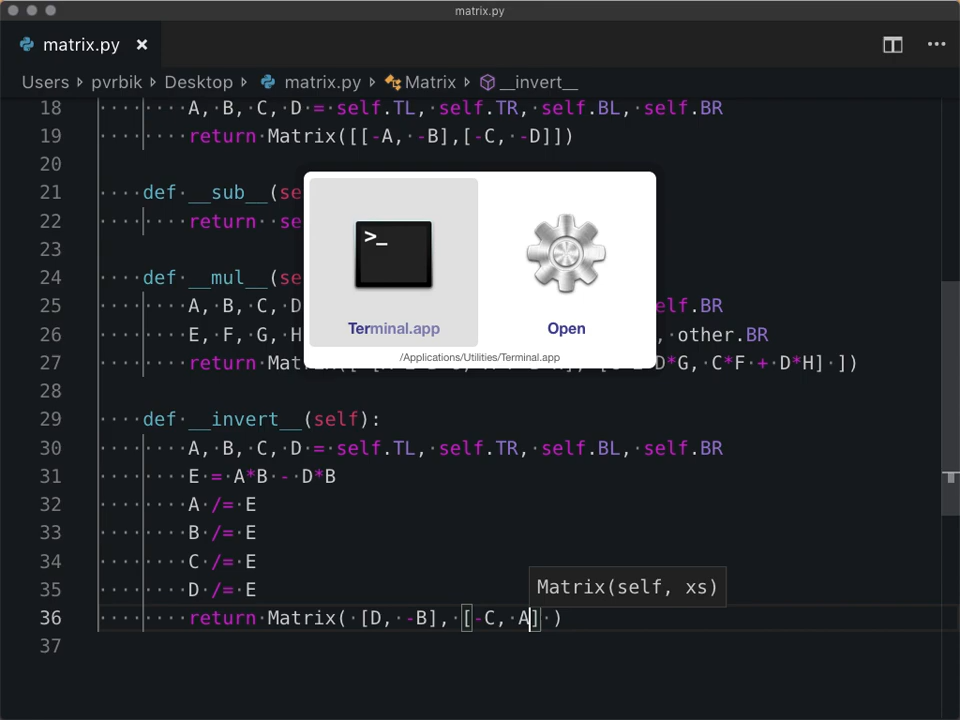 matrix.py
matrix.py ×
Users pvrbik Desktop matrix.py Matrix __invert__
18 A, B, C, D = self.TL, self.TR, self.BL, self.BR
19 return Matrix([[-A, -B],[-C, -D]])
20
21 def __sub__(se
22 return se
23
24 def __mul__(se
25 A, B, C, D elf.BR
26 E, F, G, H , other.BR
27 return Mat D*G, C*F + D*H] ])
28
29 def __invert__(self):
30 A, B, C, D = self.TL, self.TR, self.BL, self.BR
31 E = A*B - D*B
32 A /= E
33 B /= E
34 C /= E
35 D /= E
36 return Matrix( [D, -B], [-C, A] )
37
Matrix(self, xs)
>_
Terminal.app
Open
/Applications/Utilities/Terminal.app